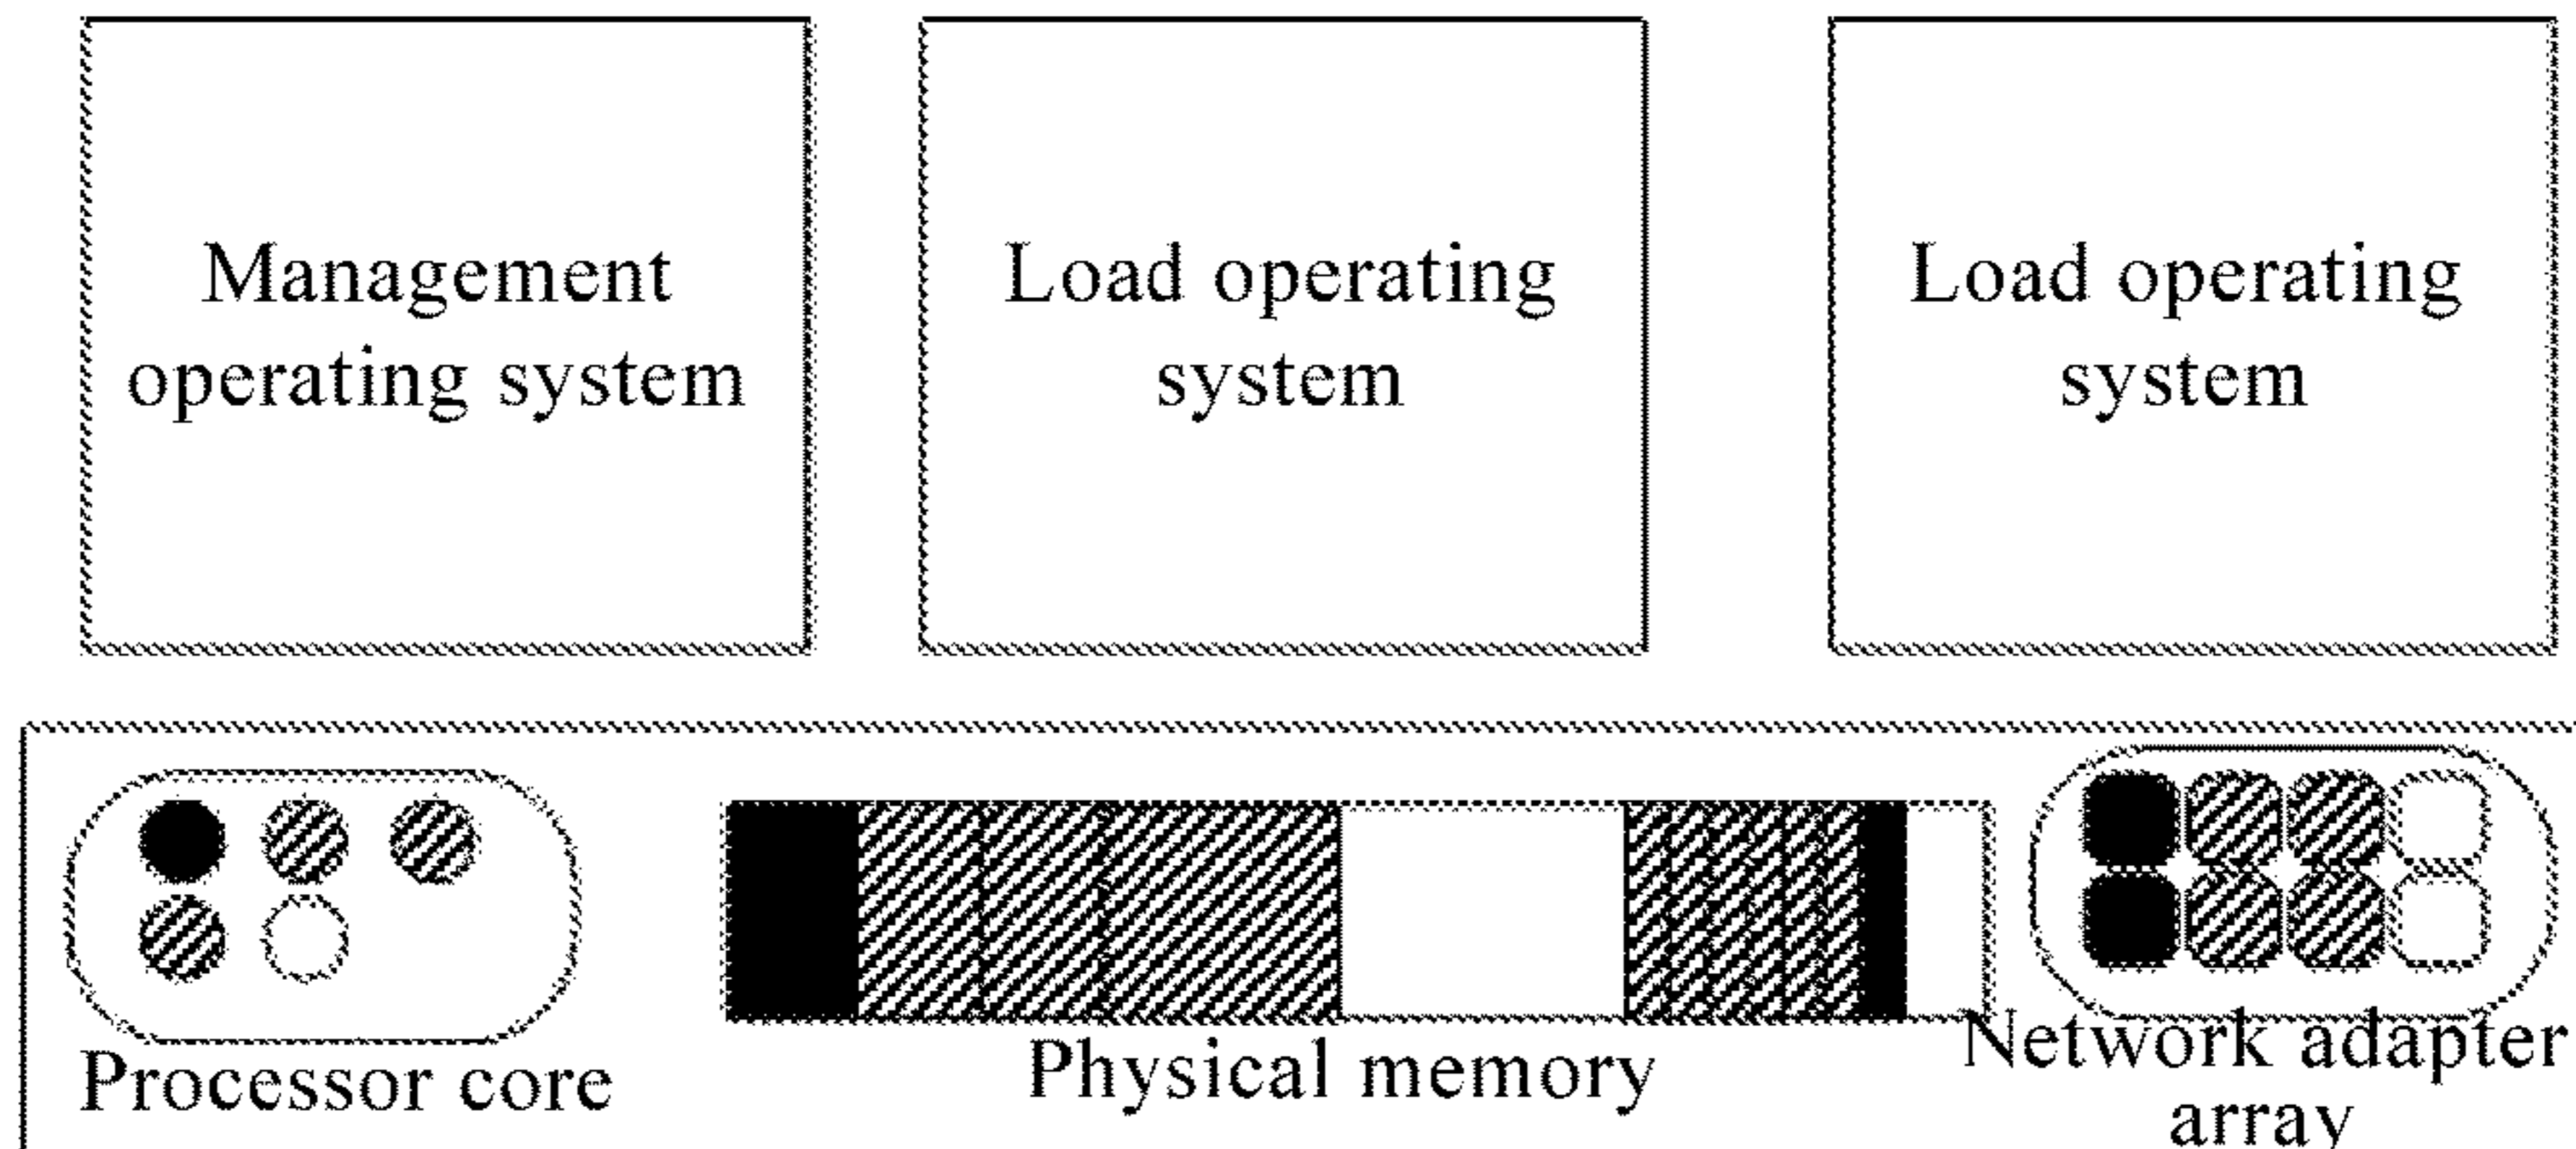 Management
operating system
Load operating
system
Load operating
system
Processor core
Physical memory
Network adapter
array